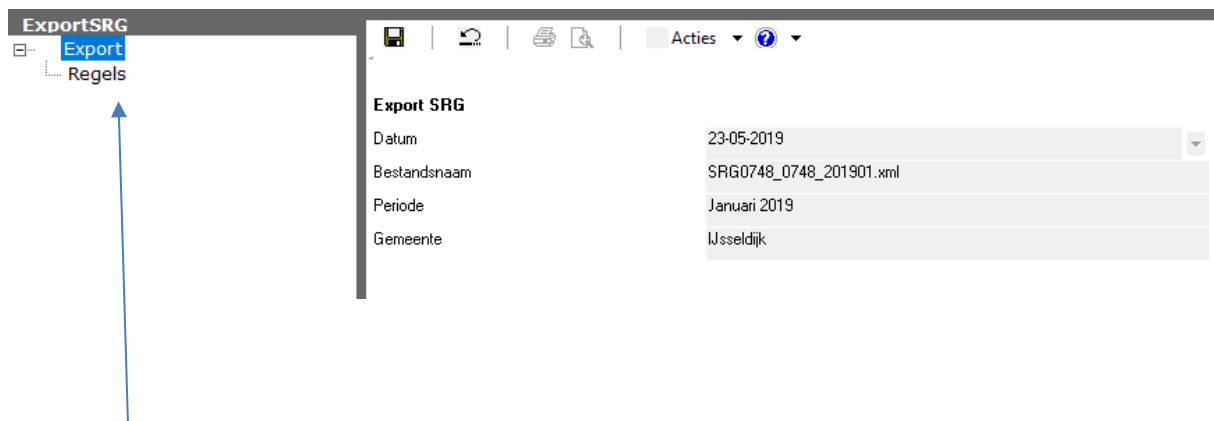 ExportSRG
Export
Regels
Acties
Export SRG
Datum 23-05-2019
Bestandsnaam SRG0748_0748_201901.xml
Periode Januari 2019
Gemeente IJsseldijk